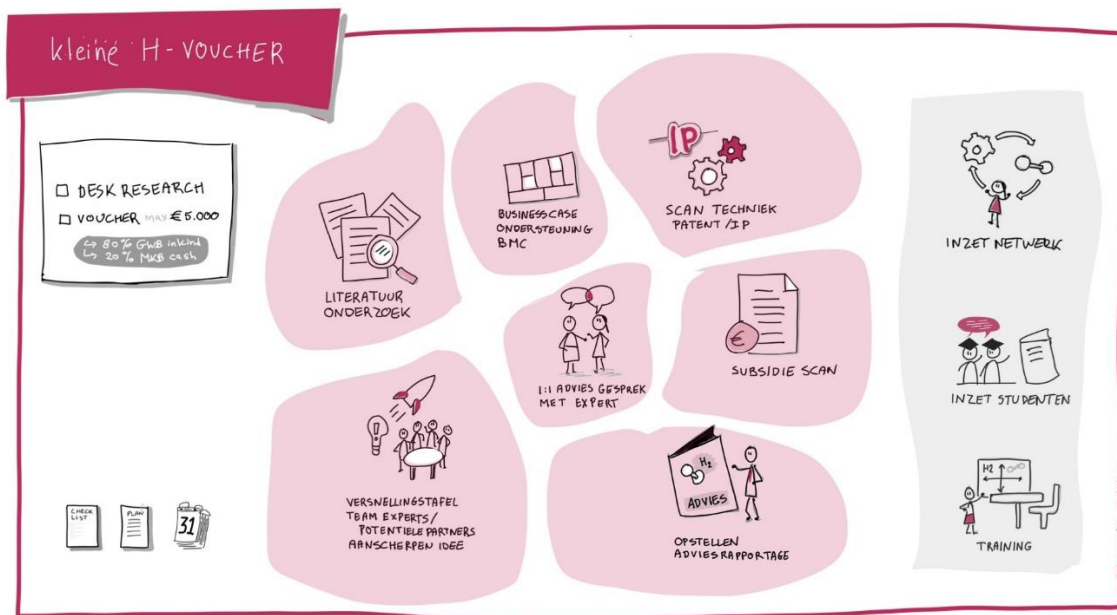 kleine H-VOUCHER
DESK RESEARCH
VOUCHER max €5.000
↳ 80% GWB inkind
↳ 20% MKB cash
CHECK
LIST
PLAN
31
LITERATUUR
ONDERZOEK
BUSINESSCASE
ONDERSTEUNING
BMC
IP
SCAN TECHNIEK
PATENT/IP
1:1 ADVIES GESPREK
MET EXPERT
€
SUBSIDIE SCAN
VERSNELLINGSTAFEL
TEAM EXPERTS/
POTENTIELE PARTNERS
AANSCHERPEN IDEE
H2
ADVIES
OPSTELLEN
ADVIESRAPPORTAGE
INZET NETWERK
INZET STUDENTEN
H2
TRAINING